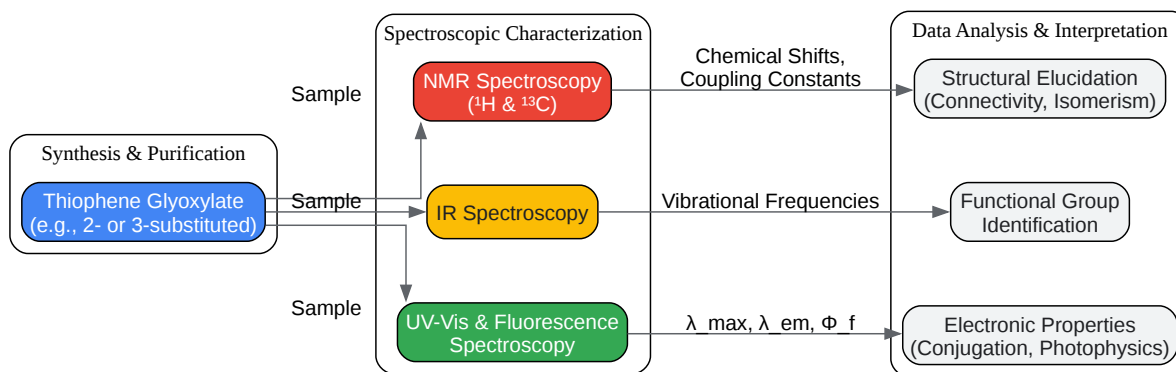 Synthesis & Purification
Thiophene Glyoxylate
(e.g., 2- or 3-substituted)
Sample
Sample
Sample
Spectroscopic Characterization
NMR Spectroscopy
(¹H & ¹³C)
IR Spectroscopy
UV-Vis & Fluorescence
Spectroscopy
Chemical Shifts,
Coupling Constants
Vibrational Frequencies
λ_max, λ_em, Φ_f
Data Analysis & Interpretation
Structural Elucidation
(Connectivity, Isomerism)
Functional Group
Identification
Electronic Properties
(Conjugation, Photophysics)